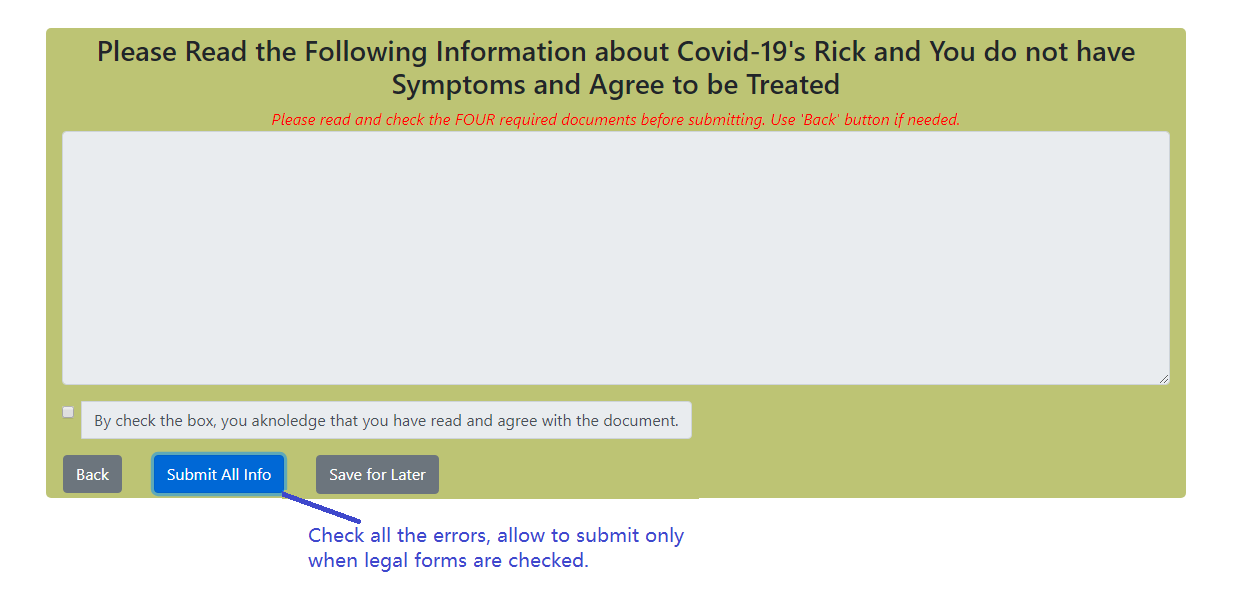 Please Read the Following Information about Covid-19's Rick and You do not have
Symptoms and Agree to be Treated
Please read and check the FOUR required documents before submitting. Use 'Back' button if needed.
By check the box, you aknoledge that you have read and agree with the document.
Back
Submit All Info
Save for Later
Check all the errors, allow to submit only
when legal forms are checked.